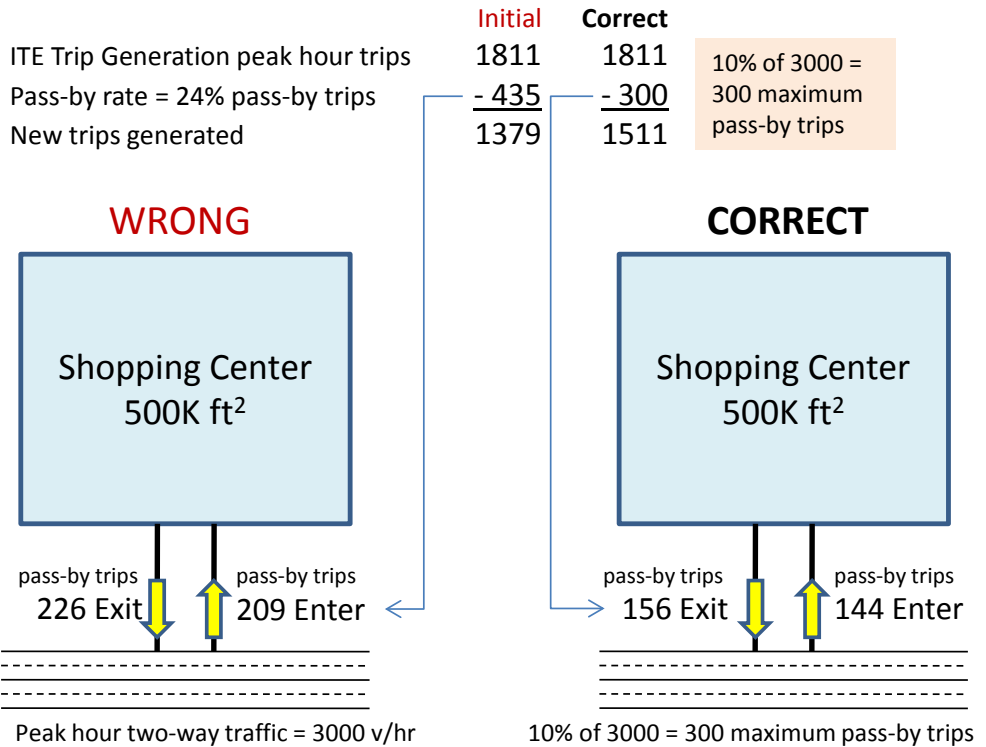 Initial Correct
ITE Trip Generation peak hour trips 1811 1811
Pass-by rate = 24% pass-by trips - 435 - 300
New trips generated 1379 1511
10% of 3000 =
300 maximum
pass-by trips
WRONG
Shopping Center
500K ft²
pass-by trips
226 Exit
pass-by trips
209 Enter
Peak hour two-way traffic = 3000 v/hr
CORRECT
Shopping Center
500K ft²
pass-by trips
156 Exit
pass-by trips
144 Enter
10% of 3000 = 300 maximum pass-by trips